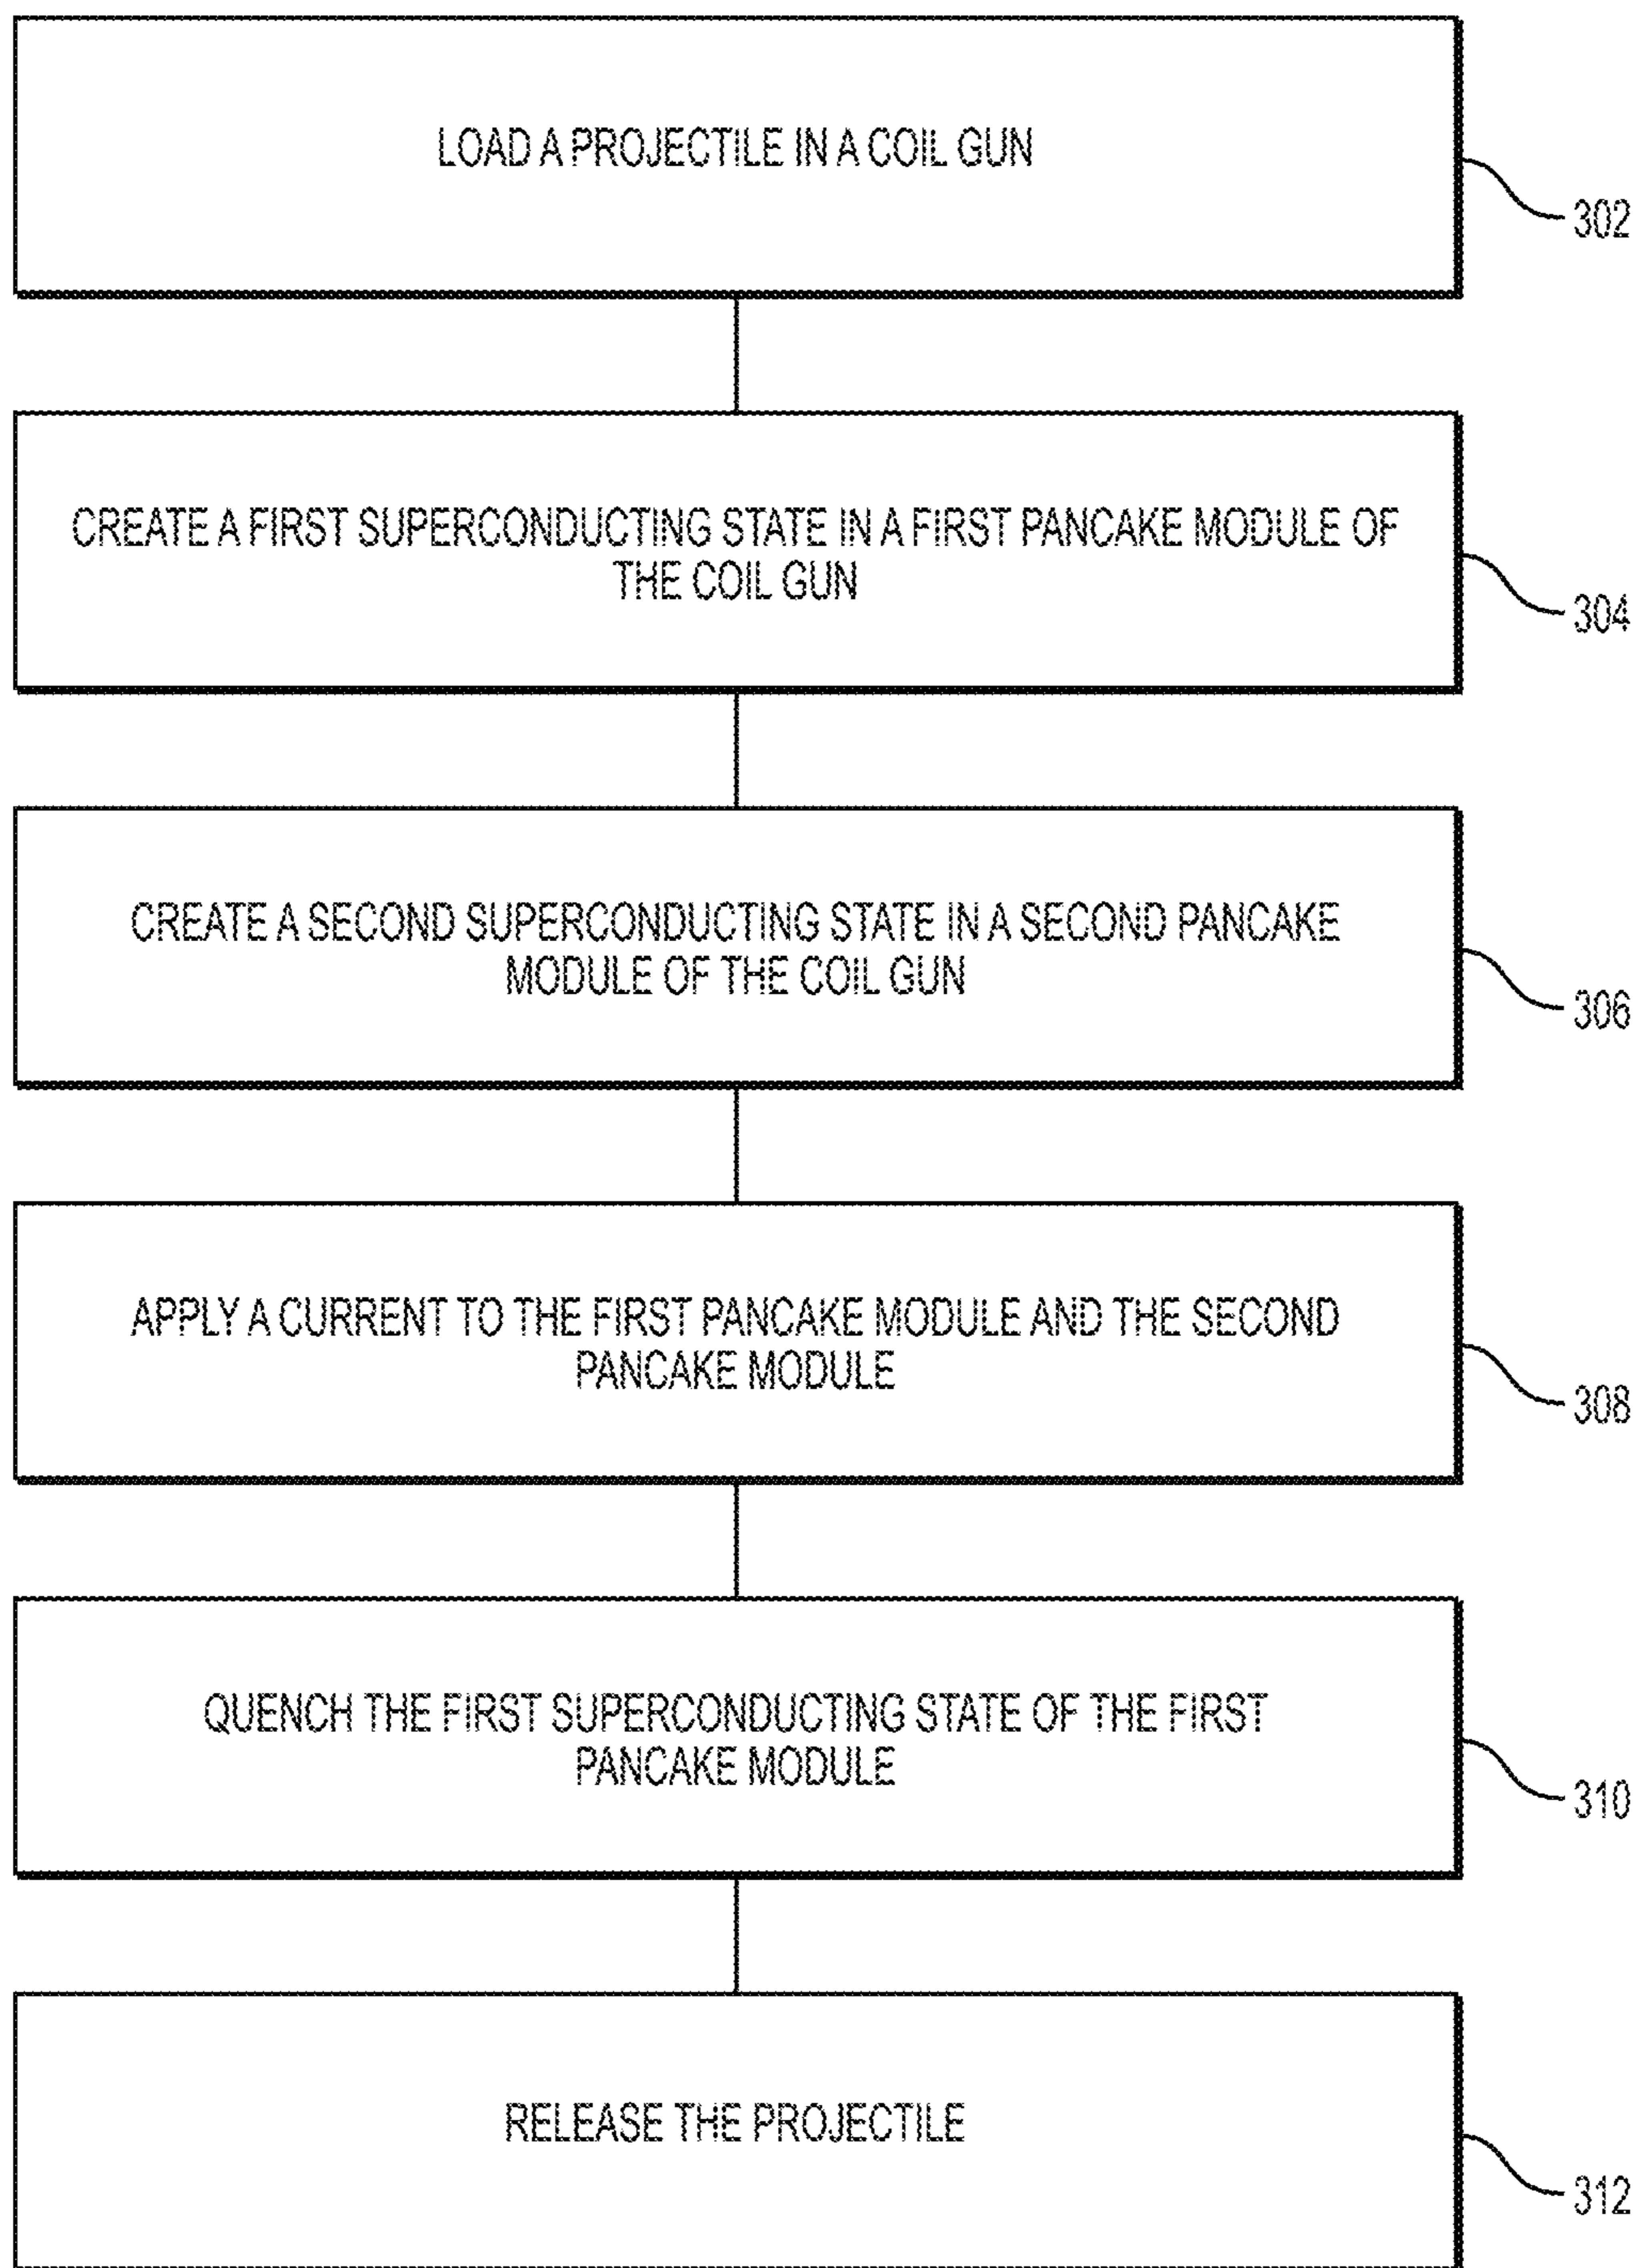 LOAD A PROJECTILE IN A COIL GUN
302
CREATE A FIRST SUPERCONDUCTING STATE IN A FIRST PANCAKE MODULE OF
THE COIL GUN
304
CREATE A SECOND SUPERCONDUCTING STATE IN A SECOND PANCAKE
MODULE OF THE COIL GUN
306
APPLY A CURRENT TO THE FIRST PANCAKE MODULE AND THE SECOND
PANCAKE MODULE
308
QUENCH THE FIRST SUPERCONDUCTING STATE OF THE FIRST
PANCAKE MODULE
310
RELEASE THE PROJECTILE
312